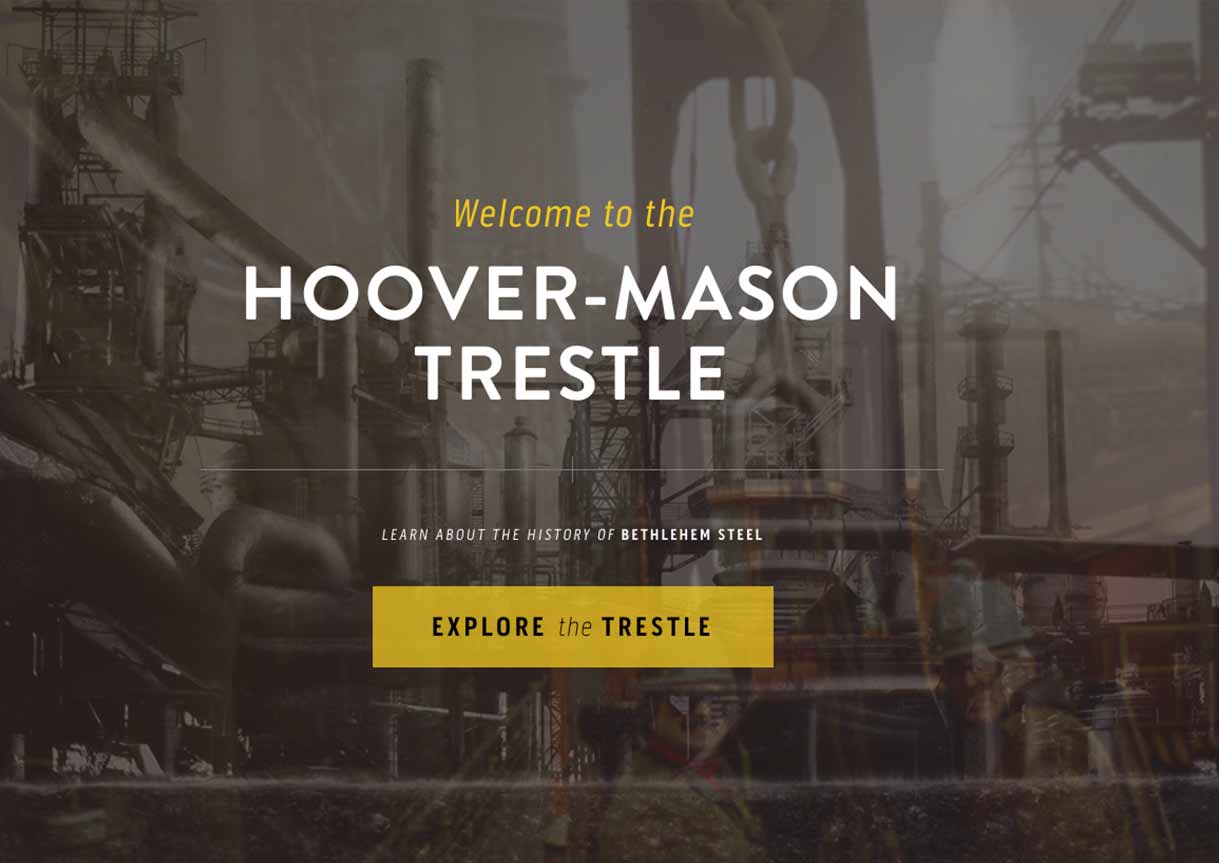 Welcome to the
HOOVER-MASON
TRESTLE
LEARN ABOUT THE HISTORY OF BETHLEHEM STEEL
EXPLORE the TRESTLE